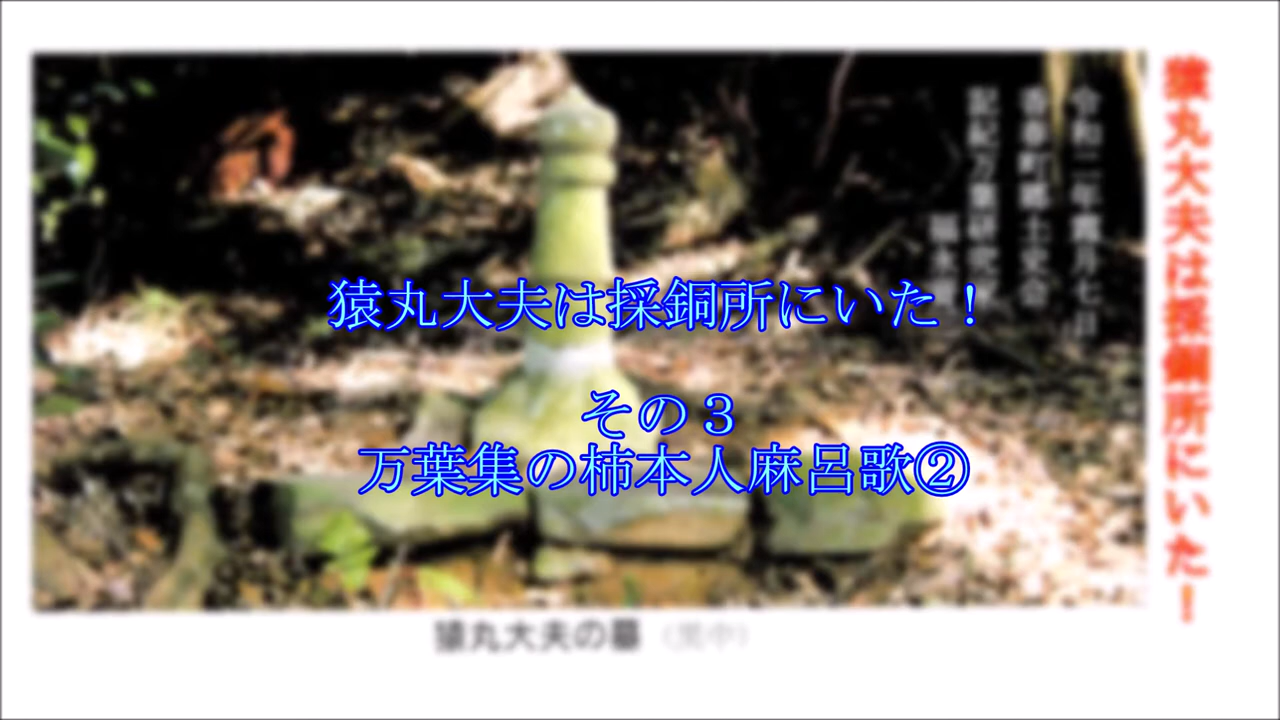 猿丸大夫は採銅所にいた！
その３
万葉集の柿本人麻呂歌②
猿丸大夫は採銅所にいた！
令和二年霜月七日
香春町郷土史会
記紀万葉研究家
猿丸大夫の墓